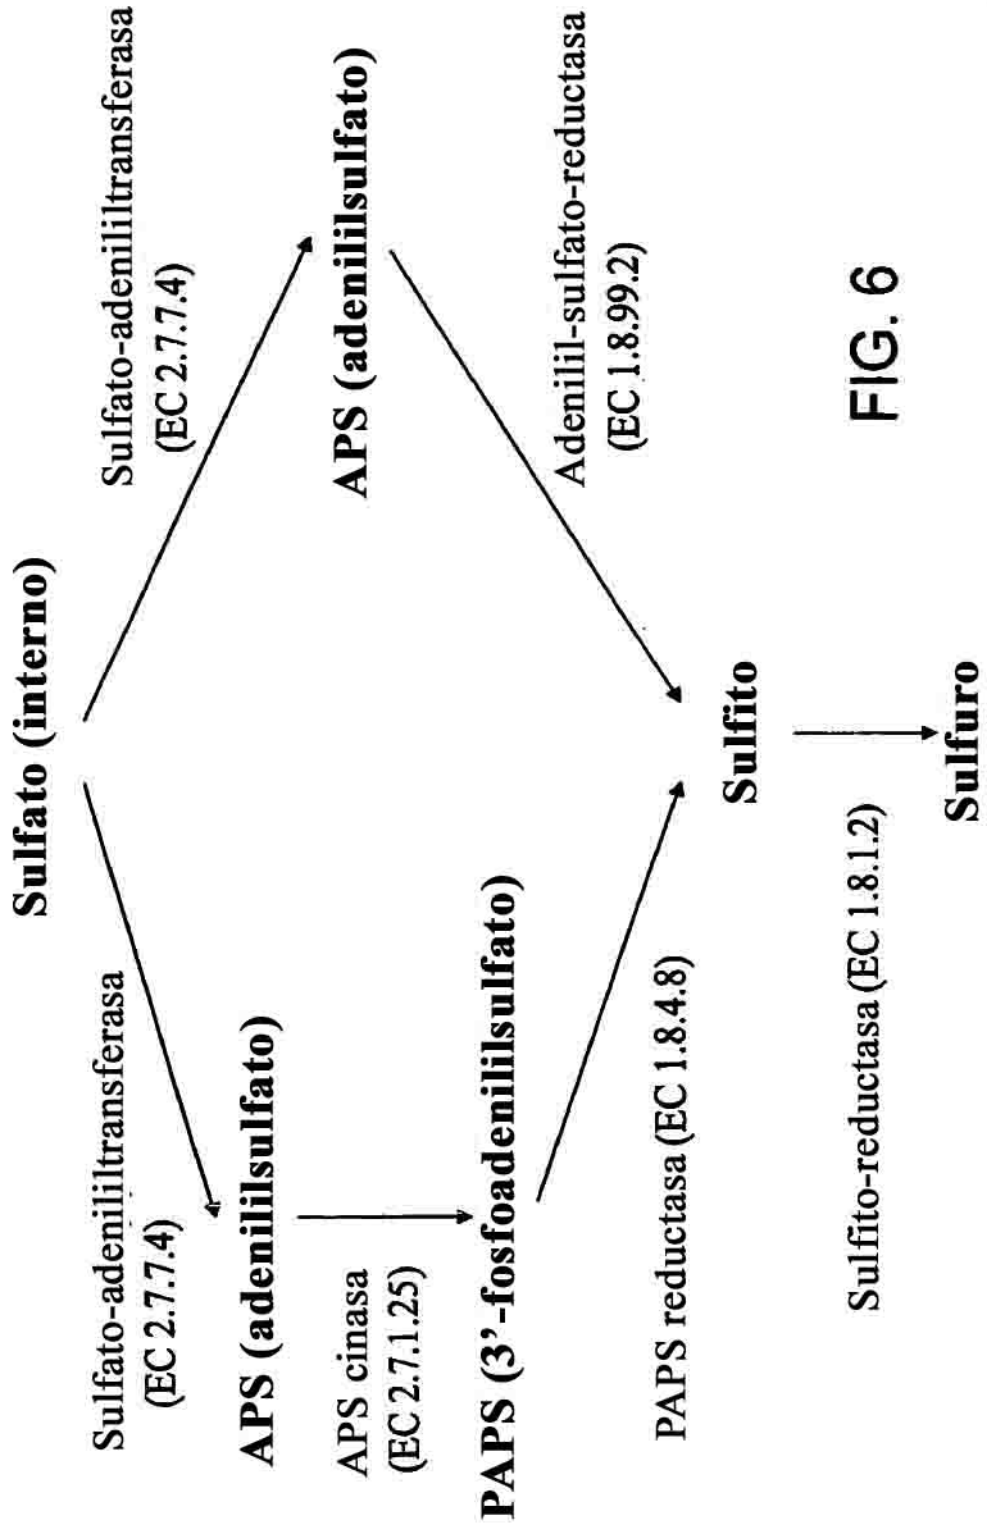 Sulfato (interno)
Sulfato-adenililtransferasa
(EC 2.7.7.4)
Sulfato-adenililtransferasa
(EC 2.7.7.4)
APS (adenililsulfato)
APS (adenililsulfato)
APS cinasa
(EC 2.7.1.25)
PAPS (3’-fosfoadenililsulfato)
Adenilil-sulfato-reductasa
(EC 1.8.99.2)
PAPS reductasa (EC 1.8.4.8)
Sulfito
Sulfito-reductasa (EC 1.8.1.2)
Sulfuro
FIG. 6